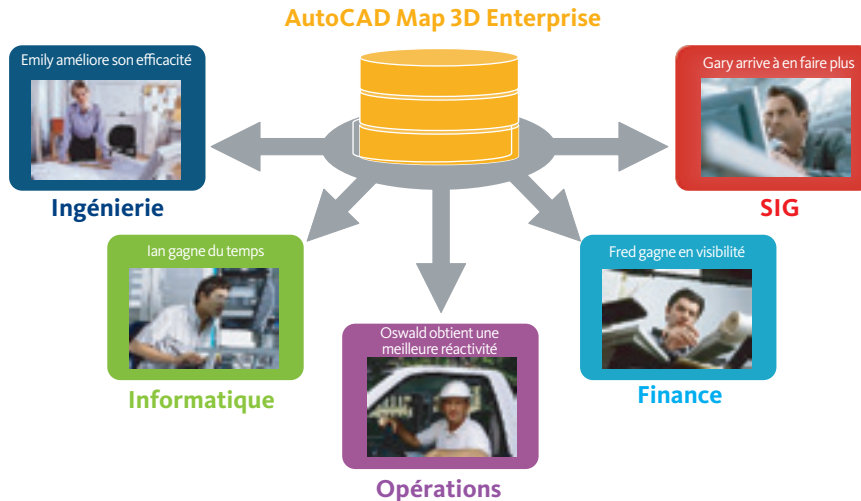 AutoCAD Map 3D Enterprise
Emily améliore son efficacité
Ingénierie
Gary arrive à en faire plus
SIG
Ian gagne du temps
Informatique
Fred gagne en visibilité
Finance
Oswald obtient une
meilleure réactivité
Opérations